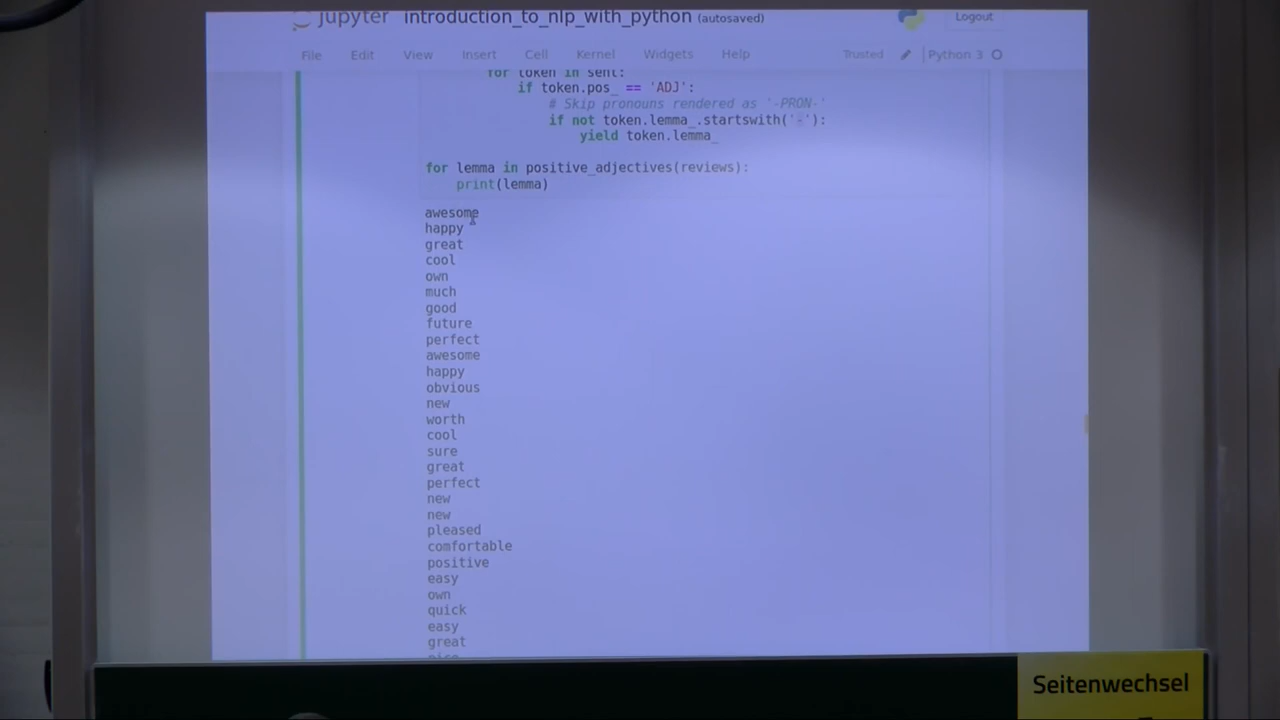 jupyter introduction_to_nlp_with_python (autosaved) Logout
File Edit View Insert Cell Kernel Widgets Help Trusted Python 3
for token in sent:
if token.pos_ == 'ADJ':
# Skip pronouns rendered as '-PRON-'
if not token.lemma_.startswith('-'):
yield token.lemma_
for lemma in positive_adjectives(reviews):
print(lemma)
awesome
happy
great
cool
own
much
good
future
perfect
awesome
happy
obvious
new
worth
cool
sure
great
perfect
new
new
pleased
comfortable
positive
easy
own
quick
easy
great
Seitenwechsel